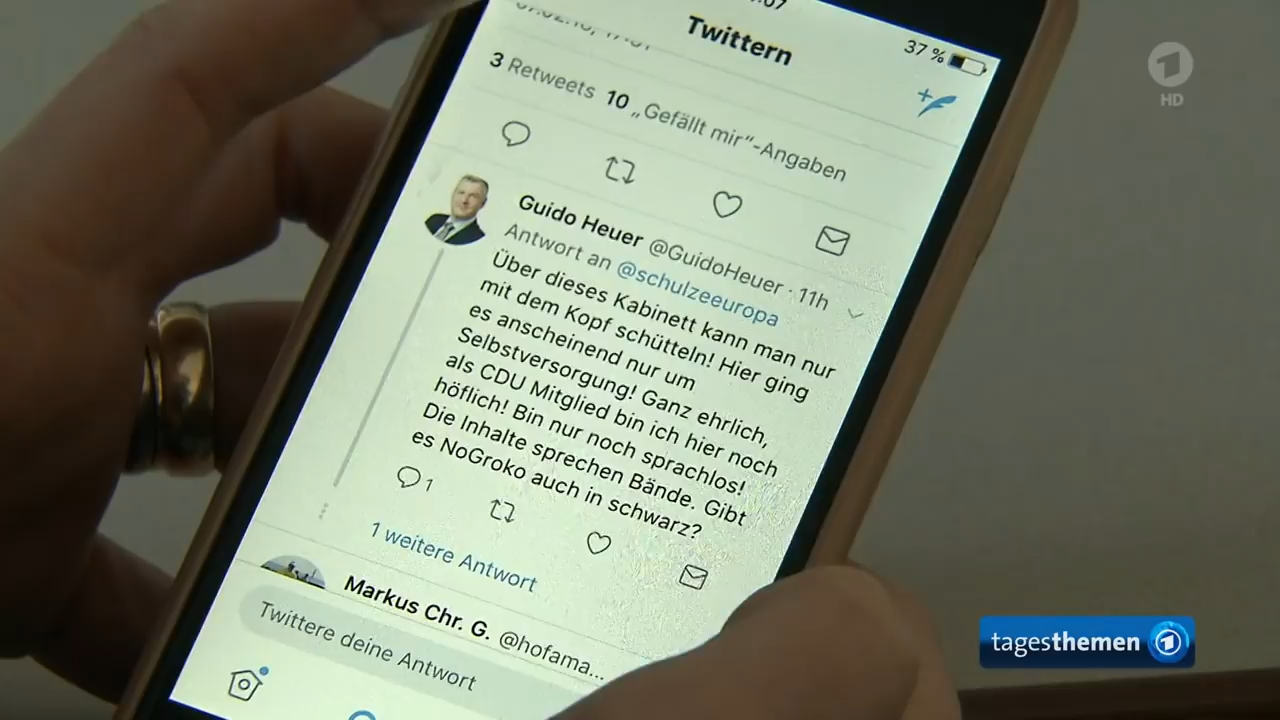 Twittern
37 %
HD
3 Retweets 10 „Gefällt mir“-Angaben
Guido Heuer @GuidoHeuer · 11h
Antwort an @schulzeeuropa
Über dieses Kabinett kann man nur
mit dem Kopf schütteln! Hier ging
es anscheinend nur um
Selbstversorgung! Ganz ehrlich,
als CDU Mitglied bin ich hier noch
höflich! Bin nur noch sprachlos!
Die Inhalte sprechen Bände. Gibt
es NoGroko auch in schwarz?
1
1 weitere Antwort
Markus Chr. G. @hofama...
Twittere deine Antwort
tagesthemen 1